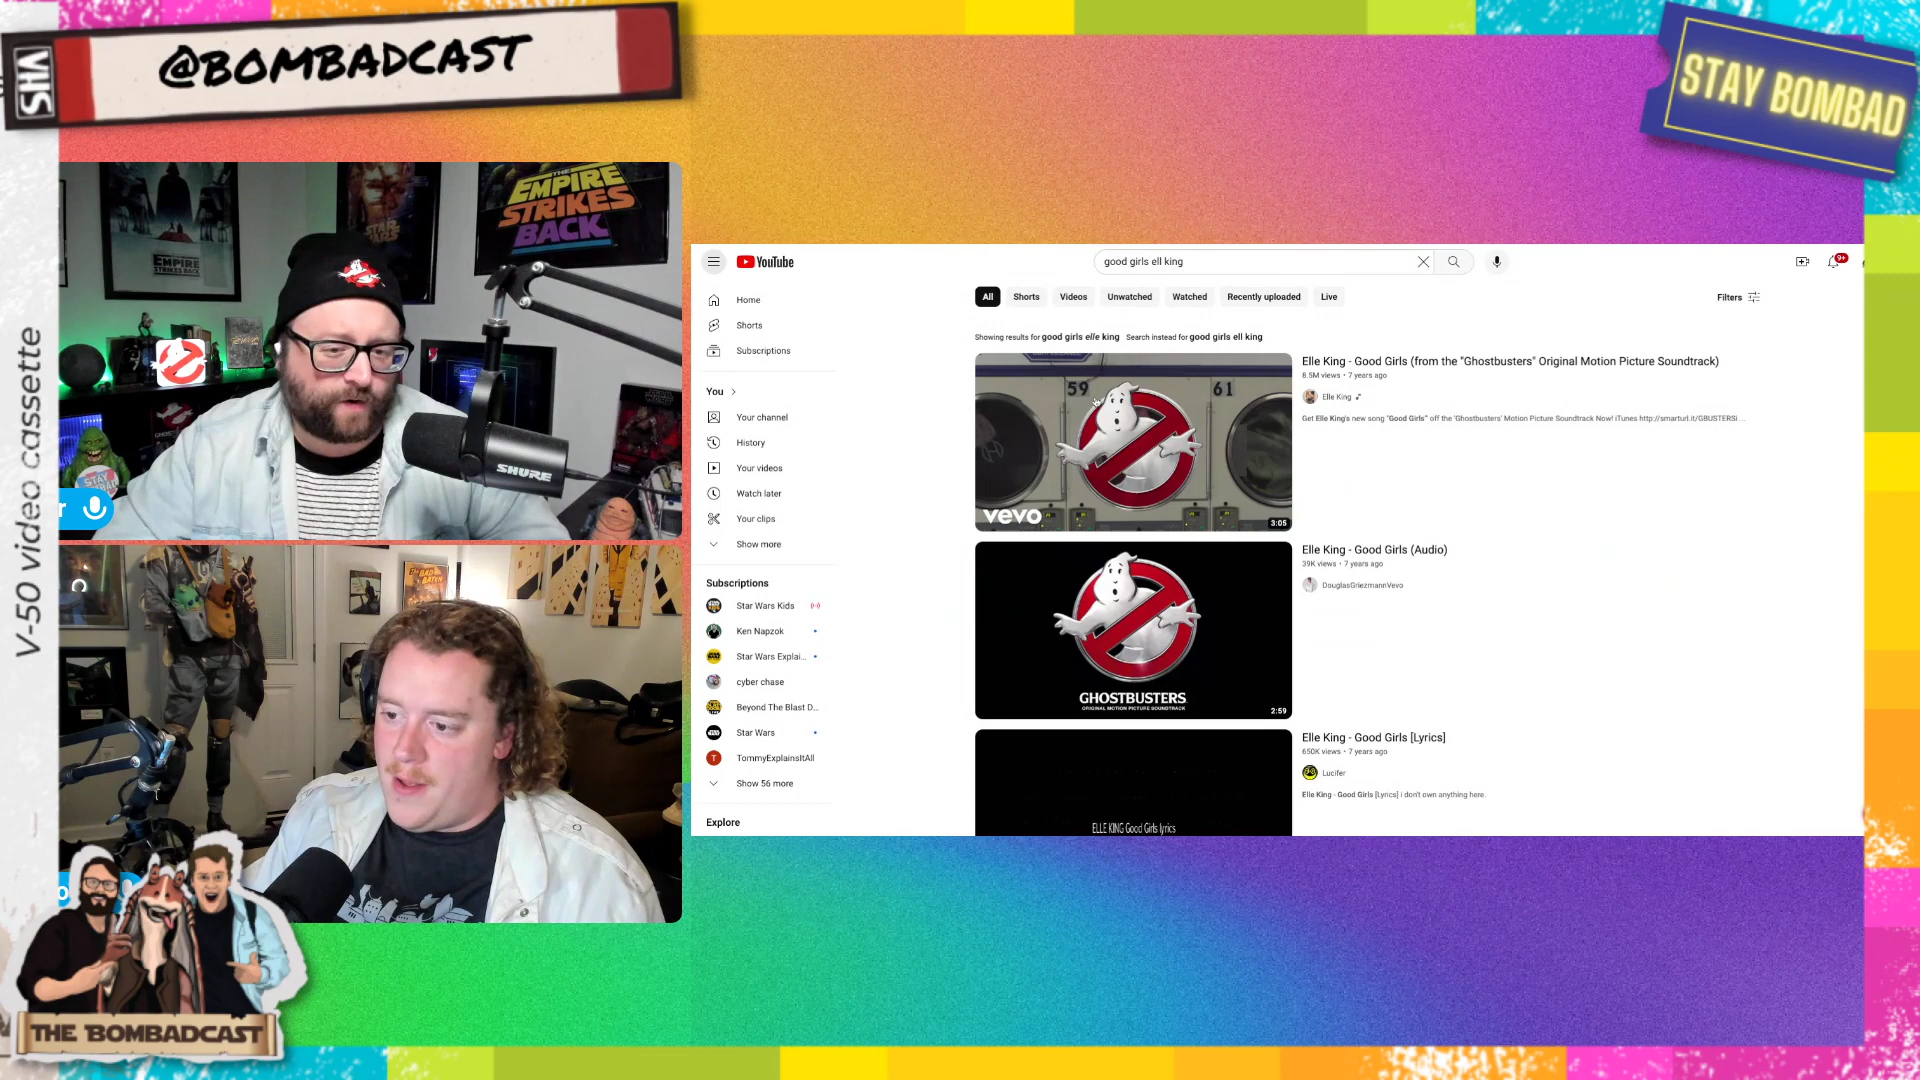 VHS
@BOMBADCAST
STAY BOMBAD
V-50 video cassette
THE EMPIRE STRIKES BACK
EMPIRE
STRIKES BACK
STAR WARS
SHURE
r
THE BOMBADCAST
YouTube
good girls ell king
9+
Home
Shorts
Subscriptions
You
Your channel
History
Your videos
Watch later
Your clips
Show more
Subscriptions
Star Wars Kids
Ken Napzok
Star Wars Explai...
cyber chase
Beyond The Blast D...
Star Wars
T TommyExplainsItAll
Show 56 more
Explore
All Shorts Videos Unwatched Watched Recently uploaded Live
Filters
Showing results for good girls elle king Search instead for good girls ell king
59 61
vevo
3:05
Elle King - Good Girls (from the "Ghostbusters" Original Motion Picture Soundtrack)
8.5M views • 7 years ago
Elle King
Get Elle King's new song "Good Girls" off the 'Ghostbusters' Motion Picture Soundtrack Now! iTunes http://smarturl.it/GBUSTERSi ...
GHOSTBUSTERS
ORIGINAL MOTION PICTURE SOUNDTRACK
2:59
Elle King - Good Girls (Audio)
39K views • 7 years ago
DouglasGriezmannVevo
ELLE KING Good Girls lyrics
Elle King - Good Girls [Lyrics]
650K views • 7 years ago
Lucifer
Elle King - Good Girls [Lyrics] i don't own anything here.